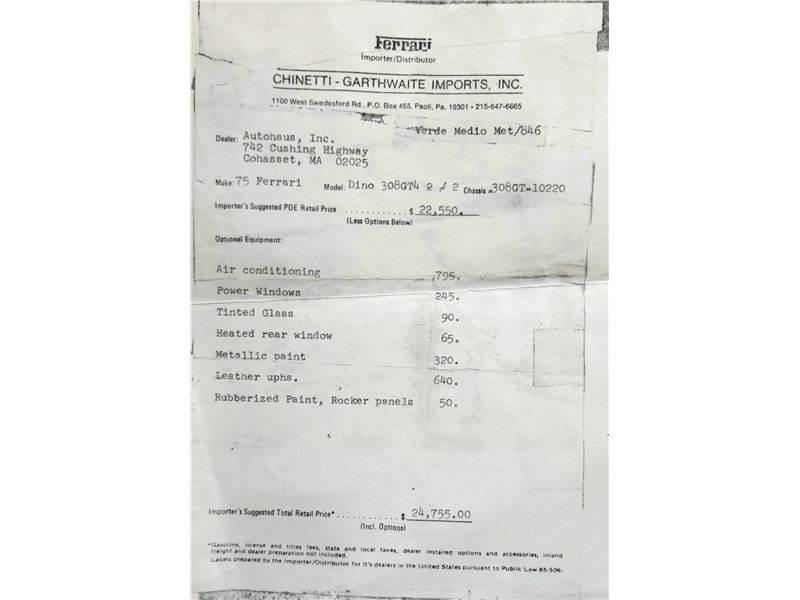 Ferrari
Importer/Distributor
CHINETTI - GARTHWAITE IMPORTS, INC.
1100 West Swedesford Rd., P.O. Box 455, Paoli, Pa. 19301 • 215-647-6665
Verde Medio Met/846
Dealer: Autohaus, Inc.
742 Cushing Highway
Cohasset, MA 02025
Make: 75 Ferrari Model: Dino 308GT4 2 / 2 Chassis #308GT-10220
Importer's Suggested POE Retail Price ............ $ 22,550.
(Less Options Below)
Optional Equipment:
Air conditioning 795.
Power Windows 245.
Tinted Glass 90.
Heated rear window 65.
Metallic paint 320.
Leather uphs. 640.
Rubberized Paint, Rocker panels 50.
Importer's Suggested Total Retail Price* ............ $ 24,755.00
(Incl. Options)
*Gasoline, license and titles fees, state and local taxes, dealer installed options and accessories, inland
freight and dealer preparation not included.
Labels prepared by the Importer/Distributor for it's dealers in the United States pursuant to Public Law 85-506.